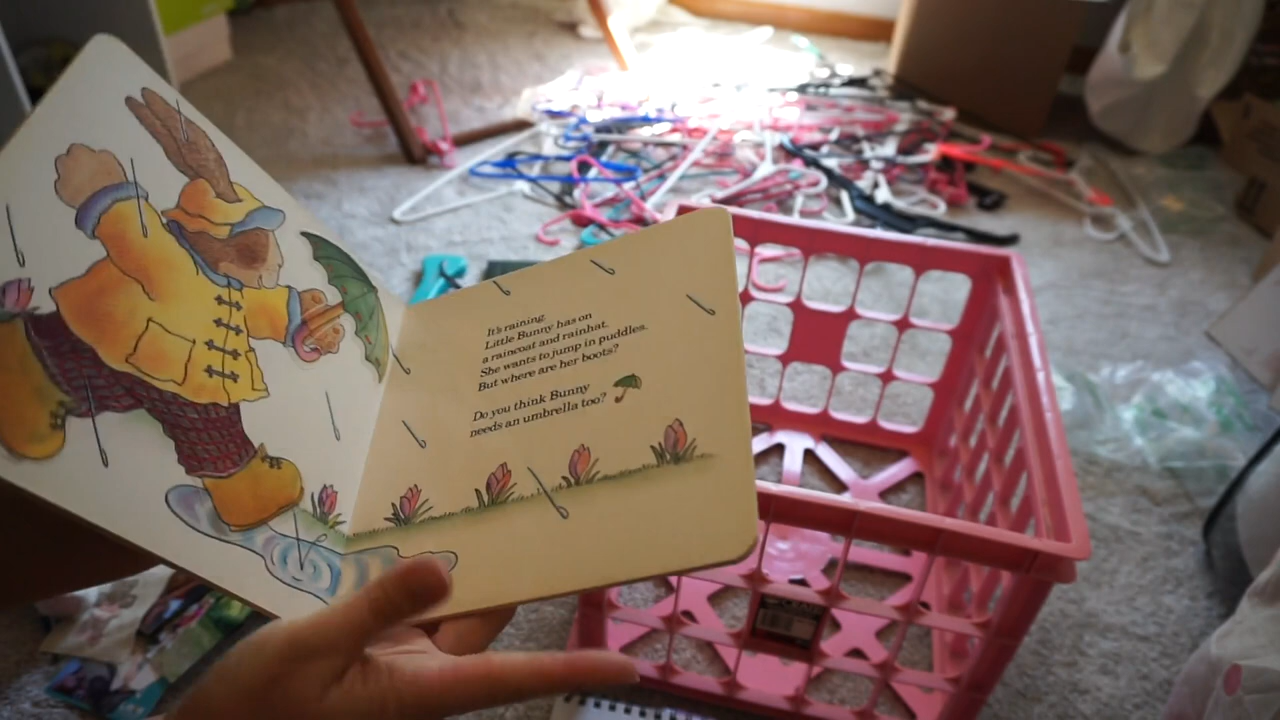 It's raining.
Little Bunny has on
a raincoat and rainhat.
She wants to jump in puddles.
But where are her boots?
Do you think Bunny
needs an umbrella too?